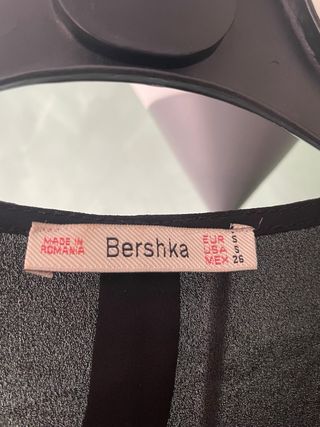 MADE IN
ROMANIA
Bershka
EUR S
USA S
MEX 26